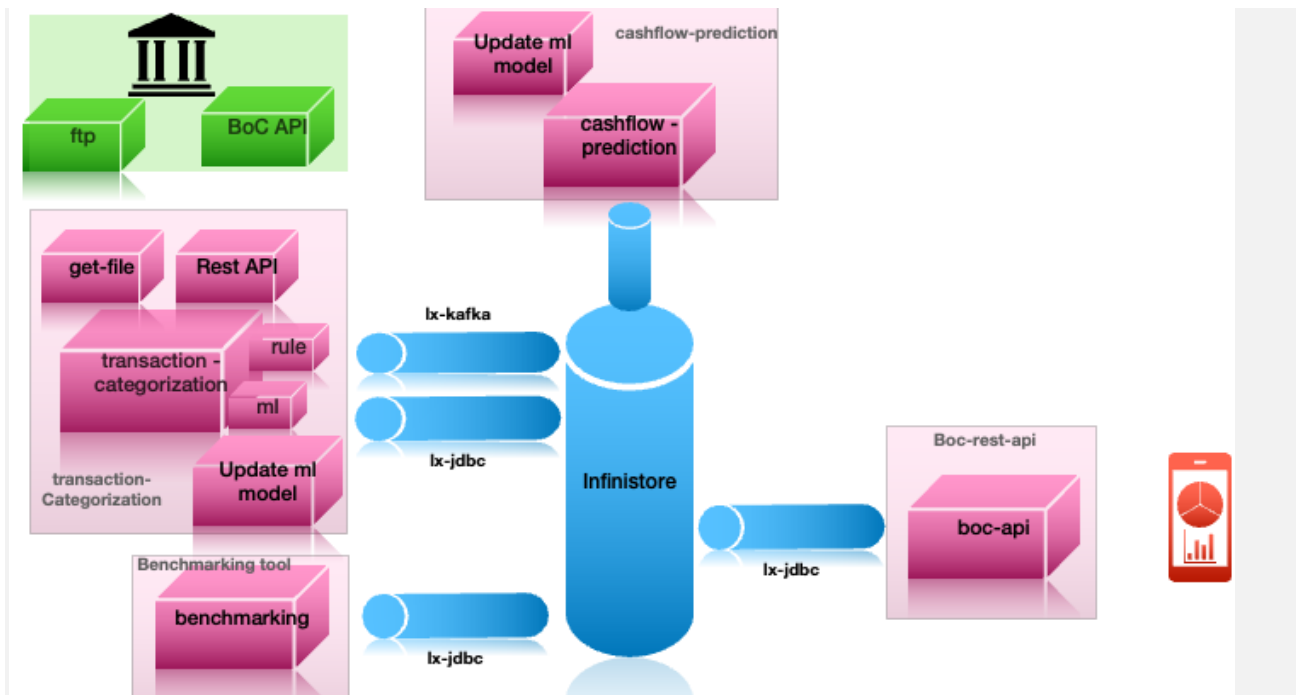 ftp
BoC API
Update ml
model
cashflow-prediction
cashflow -
prediction
get-file
Rest API
transaction -
categorization
rule
ml
Update ml
model
transaction-
Categorization
lx-kafka
lx-jdbc
Infinistore
Boc-rest-api
boc-api
lx-jdbc
Benchmarking tool
benchmarking
lx-jdbc